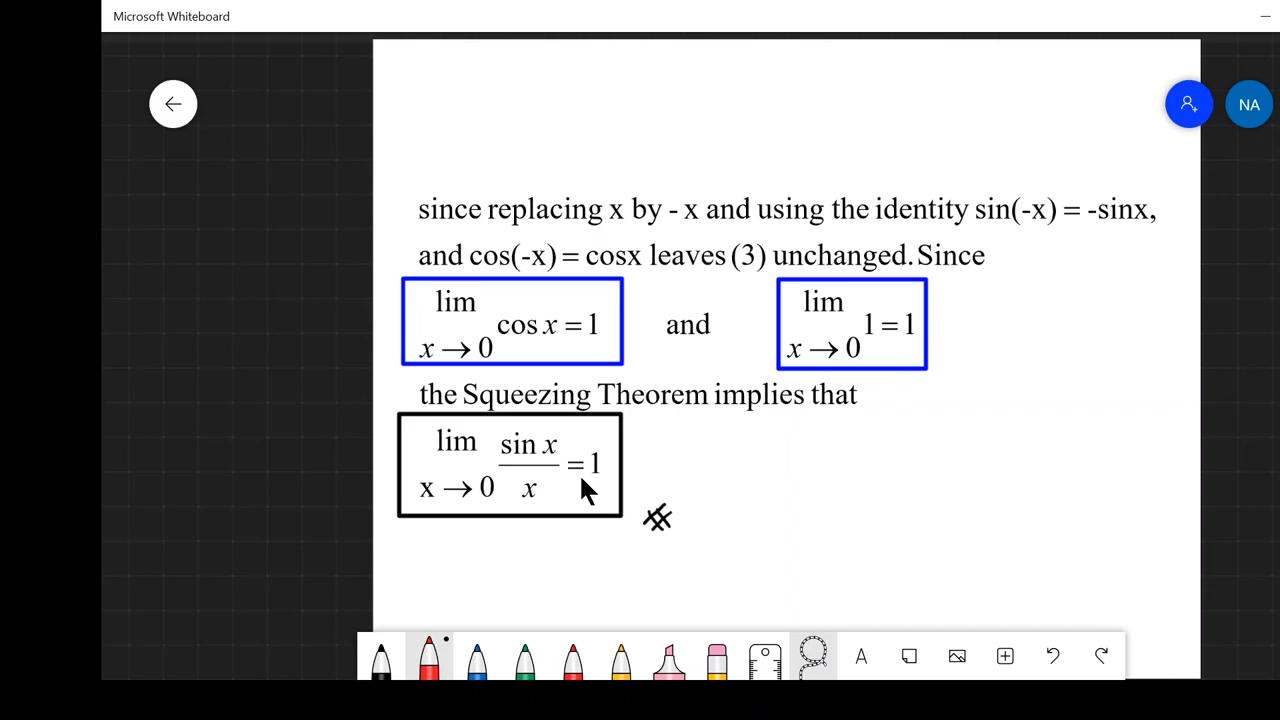 Microsoft Whiteboard
NA
since replacing x by - x and using the identity sin(-x) = -sinx,
and cos(-x) = cosx leaves (3) unchanged. Since
lim x → 0 cos x = 1 and lim x → 0 1 = 1
the Squeezing Theorem implies that
lim x → 0 sin x / x = 1
#
A